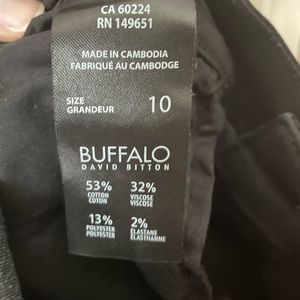 CA 60224
RN 149651
MADE IN CAMBODIA
FABRIQUÉ AU CAMBODGE
SIZE
GRANDEUR
10
BUFFALO
DAVID BITTON
53% 32%
COTTON VISCOSE
COTON VISCOSE
13% 2%
POLYESTER ELASTANE
POLYESTER ELASTHANNE